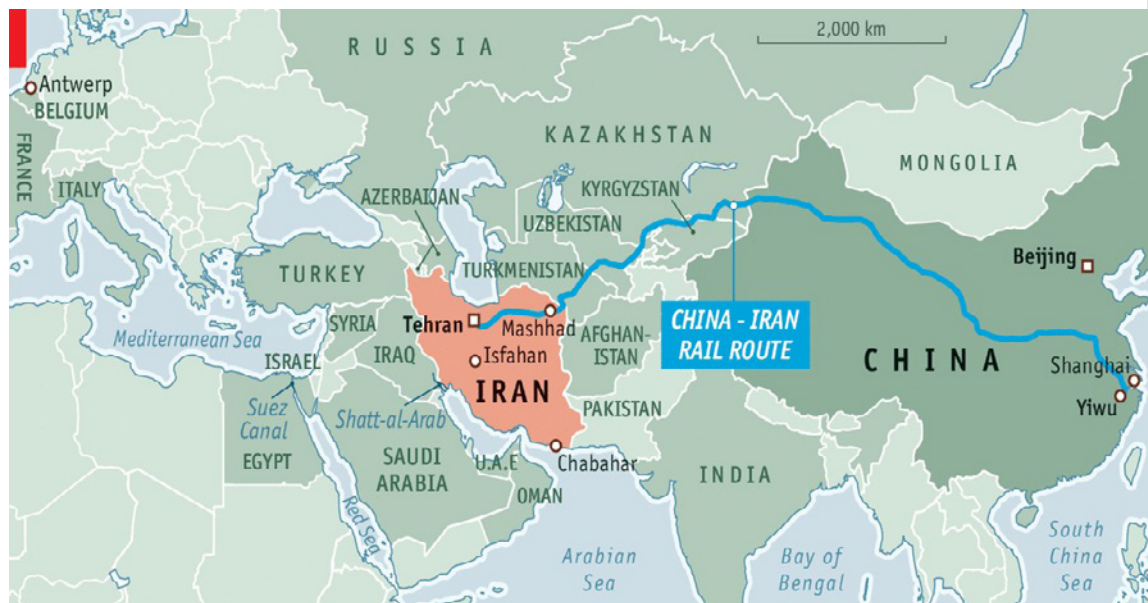 RUSSIA
2,000 km
Antwerp
BELGIUM
KAZAKHSTAN
FRANCE
MONGOLIA
ITALY
AZERBAIJAN
KYRGYZSTAN
UZBEKISTAN
Beijing
TURKEY
TURKMENISTAN
CHINA - IRAN
RAIL ROUTE
Tehran
Mashhad
SYRIA
AFGHAN-
ISTAN
Mediterranean Sea
IRAQ
Isfahan
CHINA
Shanghai
ISRAEL
IRAN
Yiwu
Suez
Canal
Shatt-al-Arab
PAKISTAN
EGYPT
SAUDI
ARABIA
U.A.E
Chabahar
INDIA
OMAN
Red Sea
Arabian
Sea
Bay of
Bengal
South
China
Sea